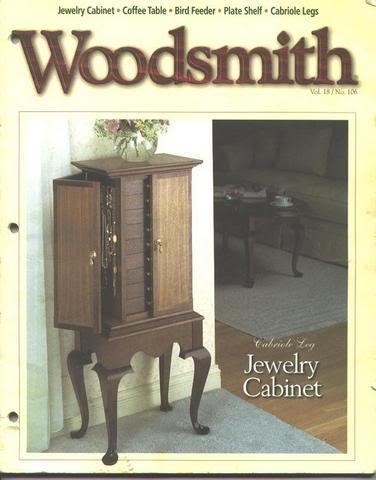 Jewelry Cabinet • Coffee Table • Bird Feeder • Plate Shelf • Cabriole Legs
Woodsmith
Vol. 18 / No. 106
Cabriole Leg
Jewelry
Cabinet